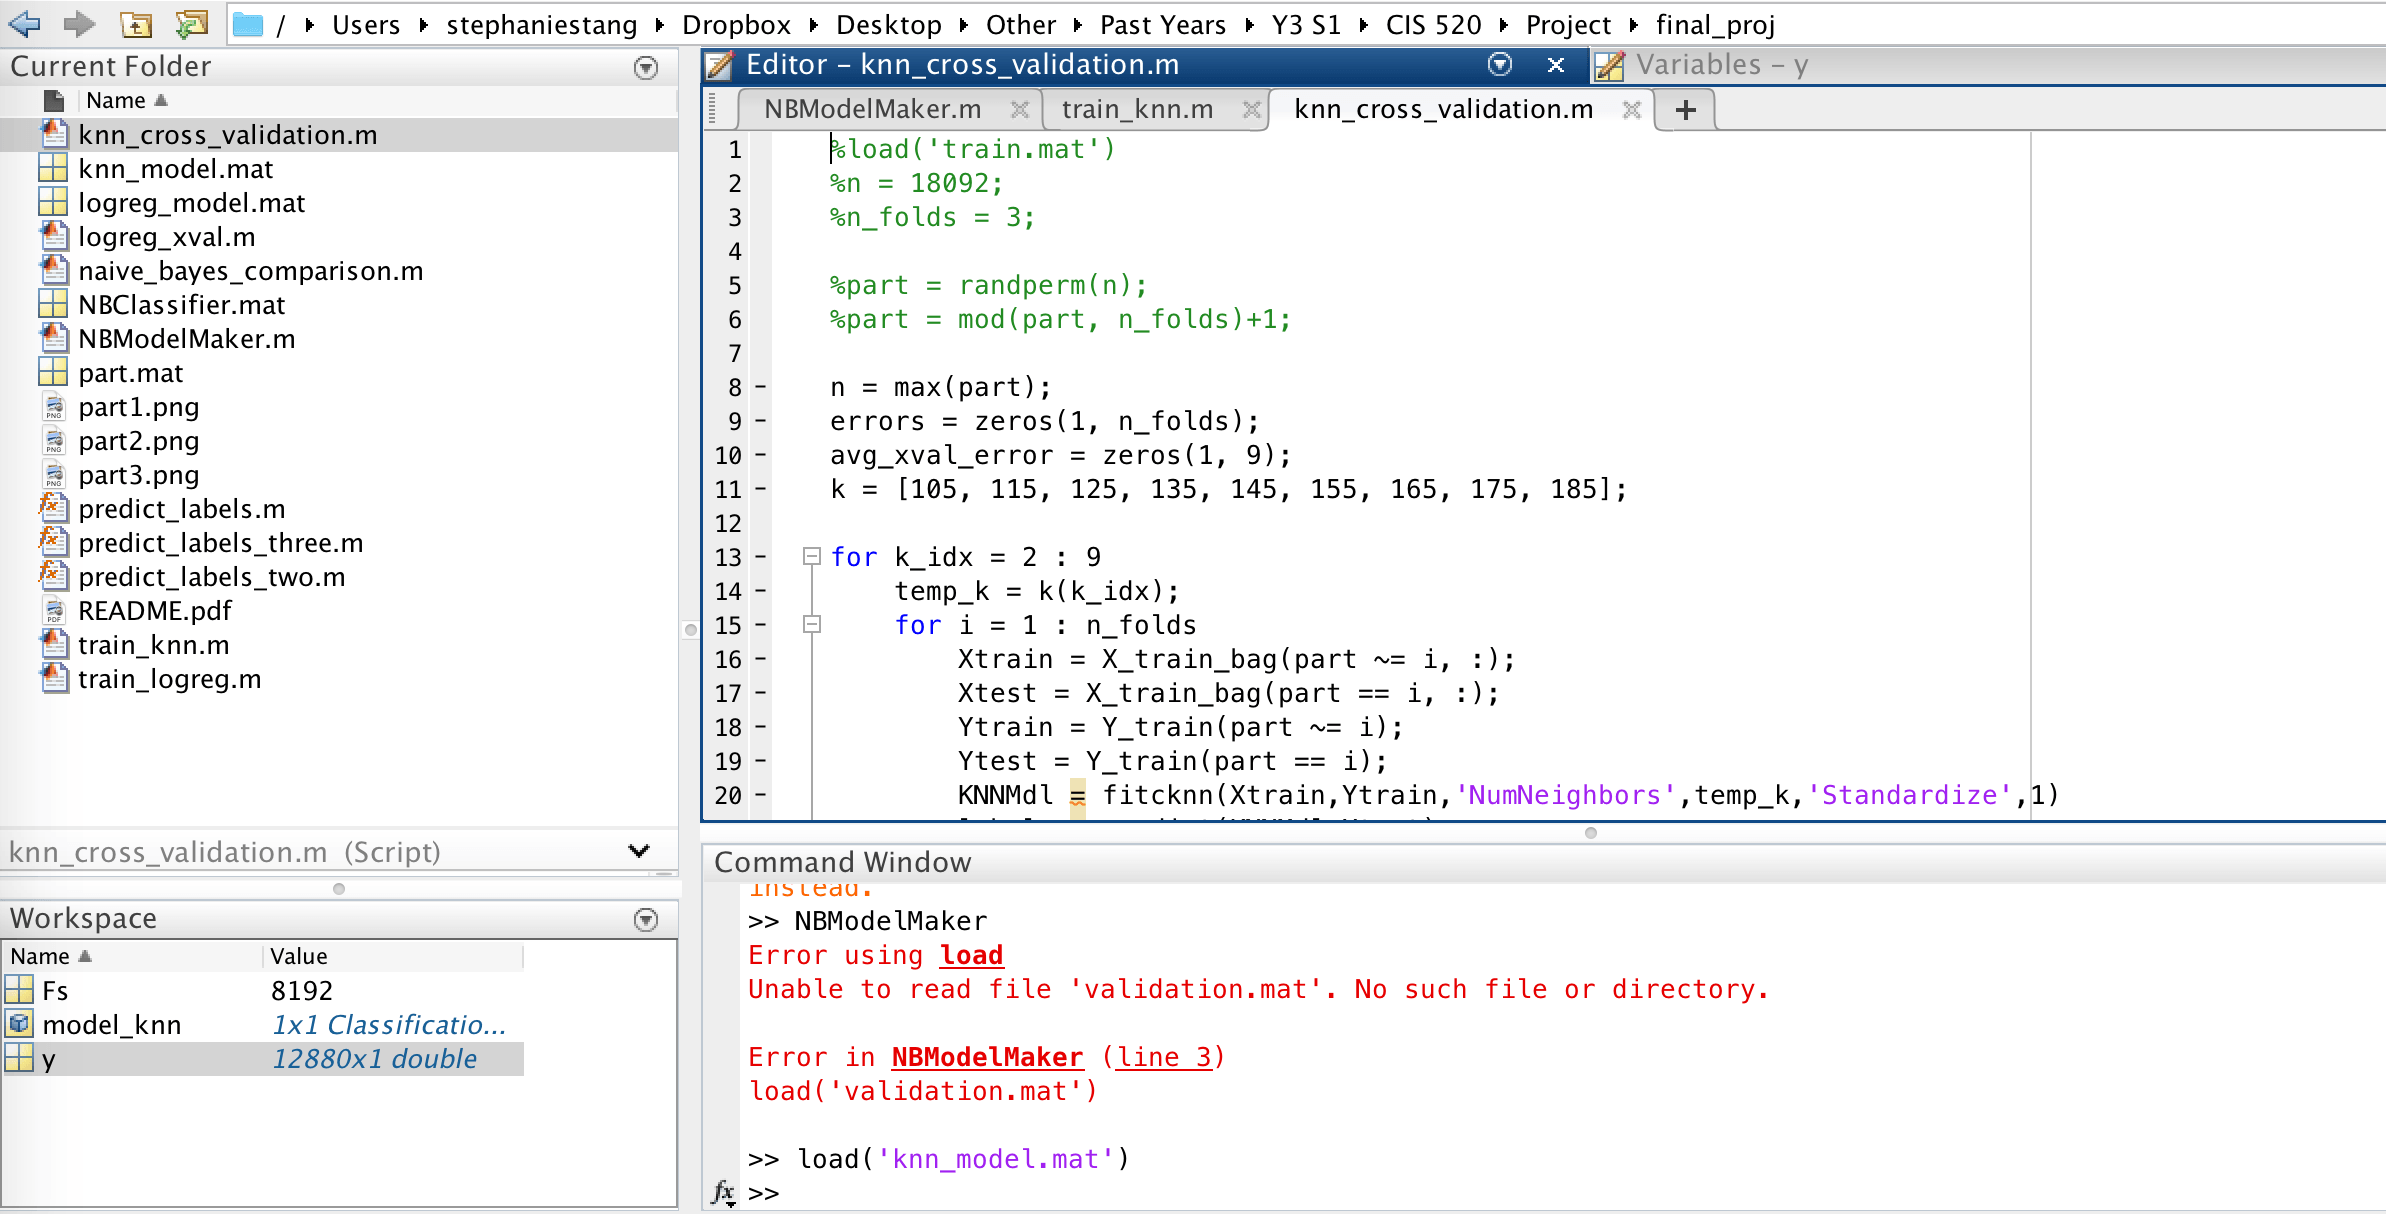 / ▸ Users ▸ stephaniestang ▸ Dropbox ▸ Desktop ▸ Other ▸ Past Years ▸ Y3 S1 ▸ CIS 520 ▸ Project ▸ final_proj
Current Folder
Name
knn_cross_validation.m
knn_model.mat
logreg_model.mat
logreg_xval.m
naive_bayes_comparison.m
NBClassifier.mat
NBModelMaker.m
part.mat
part1.png
part2.png
part3.png
predict_labels.m
predict_labels_three.m
predict_labels_two.m
README.pdf
train_knn.m
train_logreg.m
knn_cross_validation.m (Script)
Workspace
Name Value
Fs 8192
model_knn 1x1 Classificatio...
y 12880x1 double
Editor – knn_cross_validation.m
Variables – y
NBModelMaker.m train_knn.m knn_cross_validation.m +
1 %load('train.mat')
2 %n = 18092;
3 %n_folds = 3;
4
5 %part = randperm(n);
6 %part = mod(part, n_folds)+1;
7
8 – n = max(part);
9 – errors = zeros(1, n_folds);
10 – avg_xval_error = zeros(1, 9);
11 – k = [105, 115, 125, 135, 145, 155, 165, 175, 185];
12
13 – for k_idx = 2 : 9
14 – temp_k = k(k_idx);
15 – for i = 1 : n_folds
16 – Xtrain = X_train_bag(part ~= i, :);
17 – Xtest = X_train_bag(part == i, :);
18 – Ytrain = Y_train(part ~= i);
19 – Ytest = Y_train(part == i);
20 – KNNMdl = fitcknn(Xtrain,Ytrain,'NumNeighbors',temp_k,'Standardize',1)
Command Window
instead.
>> NBModelMaker
Error using load
Unable to read file 'validation.mat'. No such file or directory.
Error in NBModelMaker (line 3)
load('validation.mat')
>> load('knn_model.mat')
fx >>